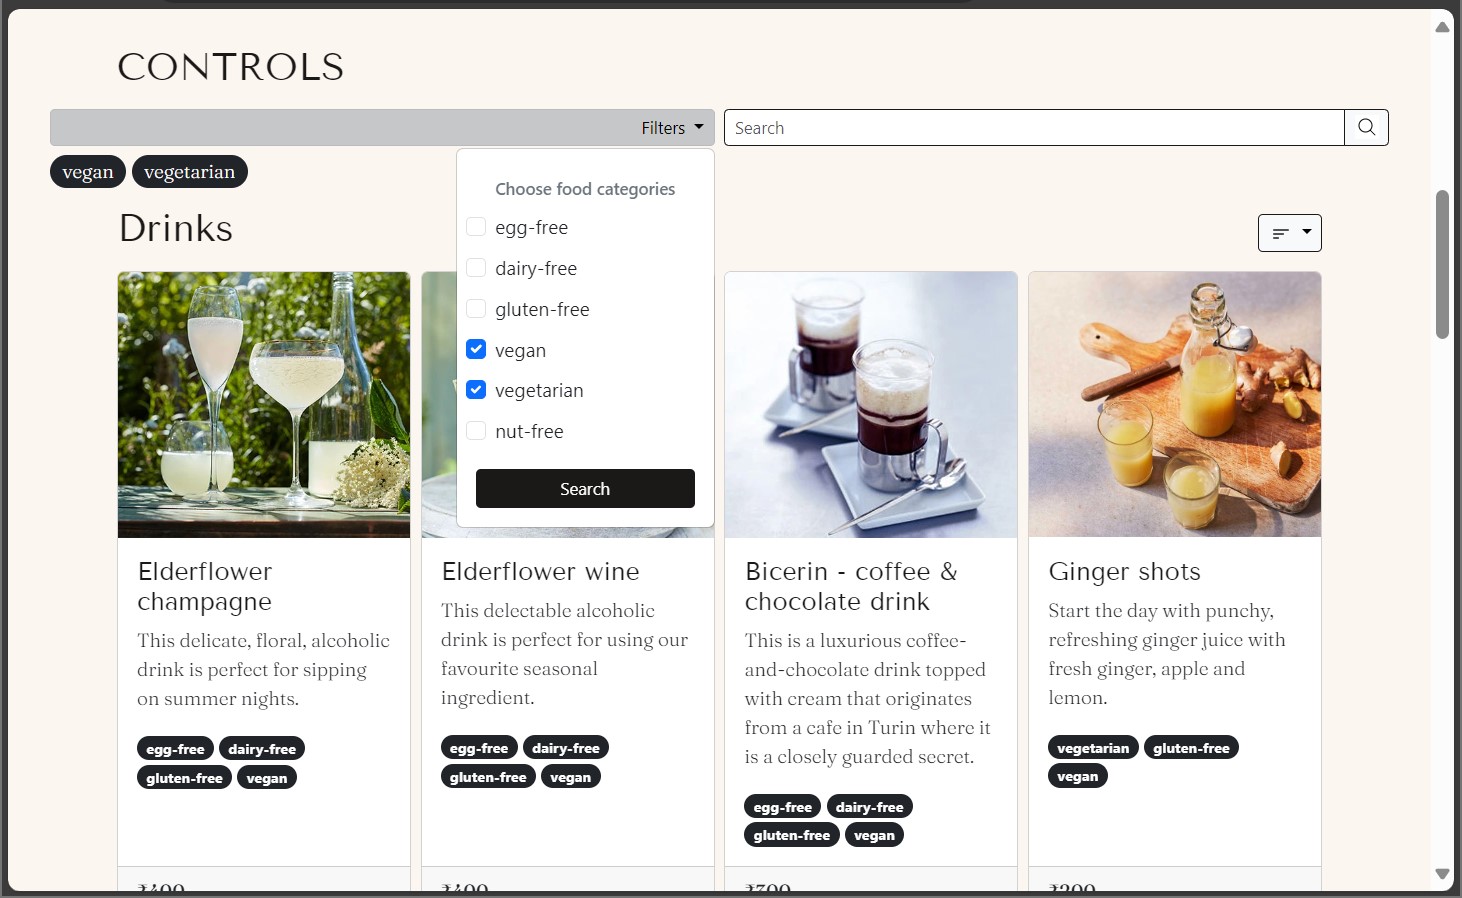 CONTROLS
Filters
Search
vegan vegetarian
Choose food categories
egg-free
dairy-free
gluten-free
vegan
vegetarian
nut-free
Search
Drinks
Elderflower
champagne
This delicate, floral, alcoholic
drink is perfect for sipping
on summer nights.
egg-free dairy-free
gluten-free vegan
Elderflower wine
This delectable alcoholic
drink is perfect for using our
favourite seasonal
ingredient.
egg-free dairy-free
gluten-free vegan
Bicerin - coffee &
chocolate drink
This is a luxurious coffee-
and-chocolate drink topped
with cream that originates
from a cafe in Turin where it
is a closely guarded secret.
egg-free dairy-free
gluten-free vegan
Ginger shots
Start the day with punchy,
refreshing ginger juice with
fresh ginger, apple and
lemon.
vegetarian gluten-free
vegan